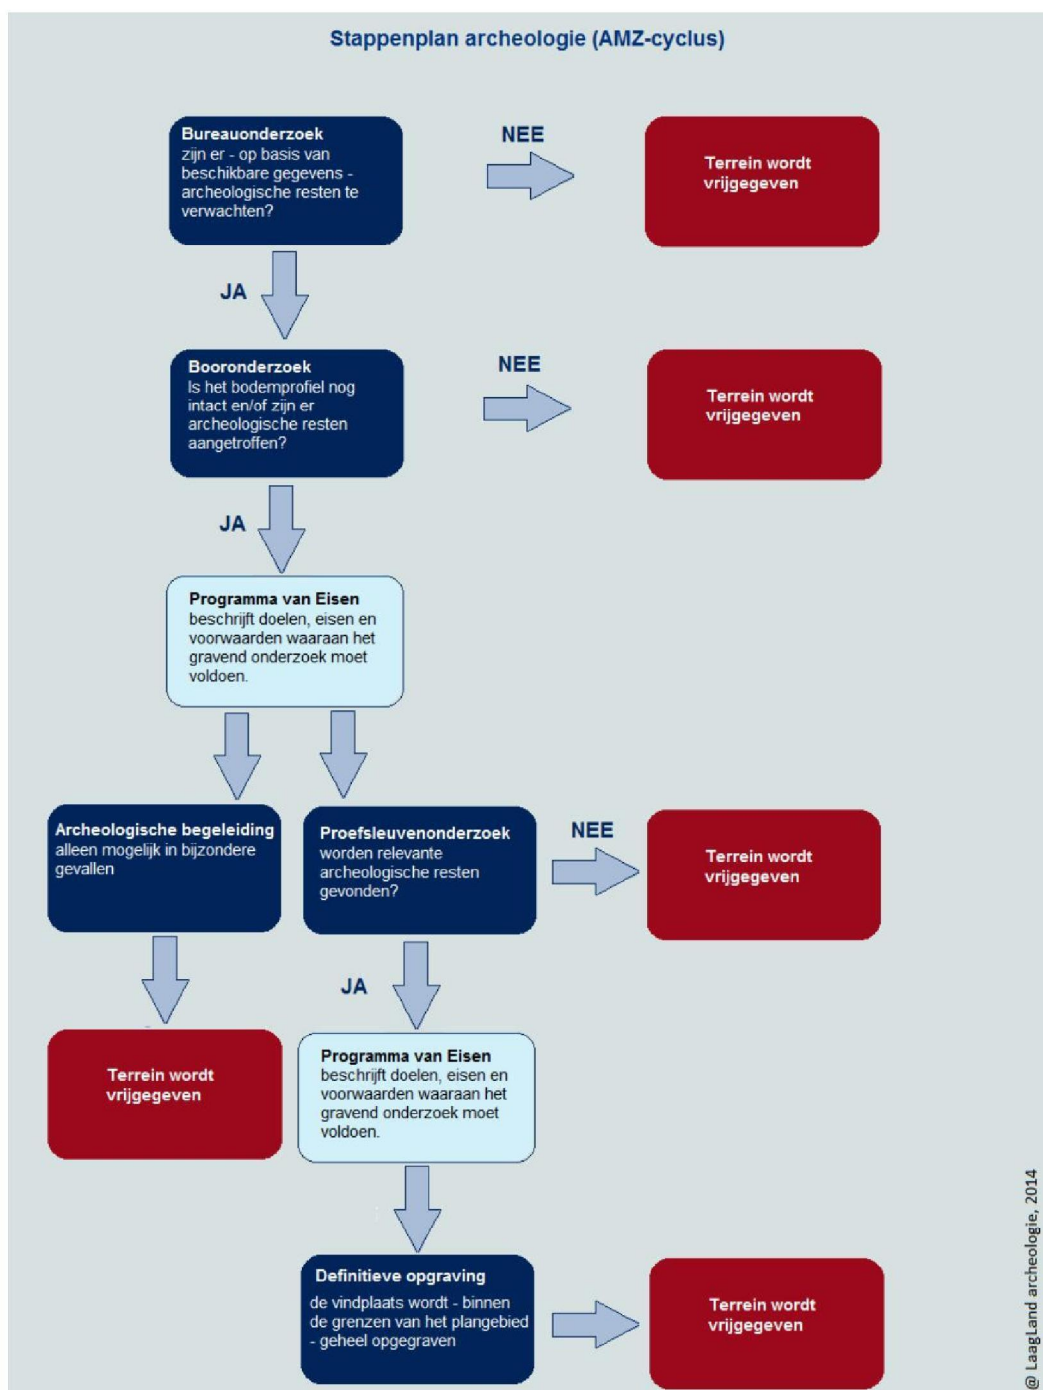 Stappenplan archeologie (AMZ-cyclus)
Bureauonderzoek
zijn er - op basis van
beschikbare gegevens -
archeologische resten te
verwachten?
NEE
Terrein wordt
vrijgegeven
JA
Booronderzoek
Is het bodemprofiel nog
intact en/of zijn er
archeologische resten
aangetroffen?
NEE
Terrein wordt
vrijgegeven
JA
Programma van Eisen
beschrijft doelen, eisen en
voorwaarden waaraan het
gravend onderzoek moet
voldoen.
Archeologische begeleiding
alleen mogelijk in bijzondere
gevallen
Proefsleuvenonderzoek
worden relevante
archeologische resten
gevonden?
NEE
Terrein wordt
vrijgegeven
JA
Terrein wordt
vrijgegeven
Programma van Eisen
beschrijft doelen, eisen en
voorwaarden waaraan het
gravend onderzoek moet
voldoen.
Definitieve opgraving
de vindplaats wordt - binnen
de grenzen van het plangebied
- geheel opgegraven
Terrein wordt
vrijgegeven
@ LaagLand archeologie, 2014